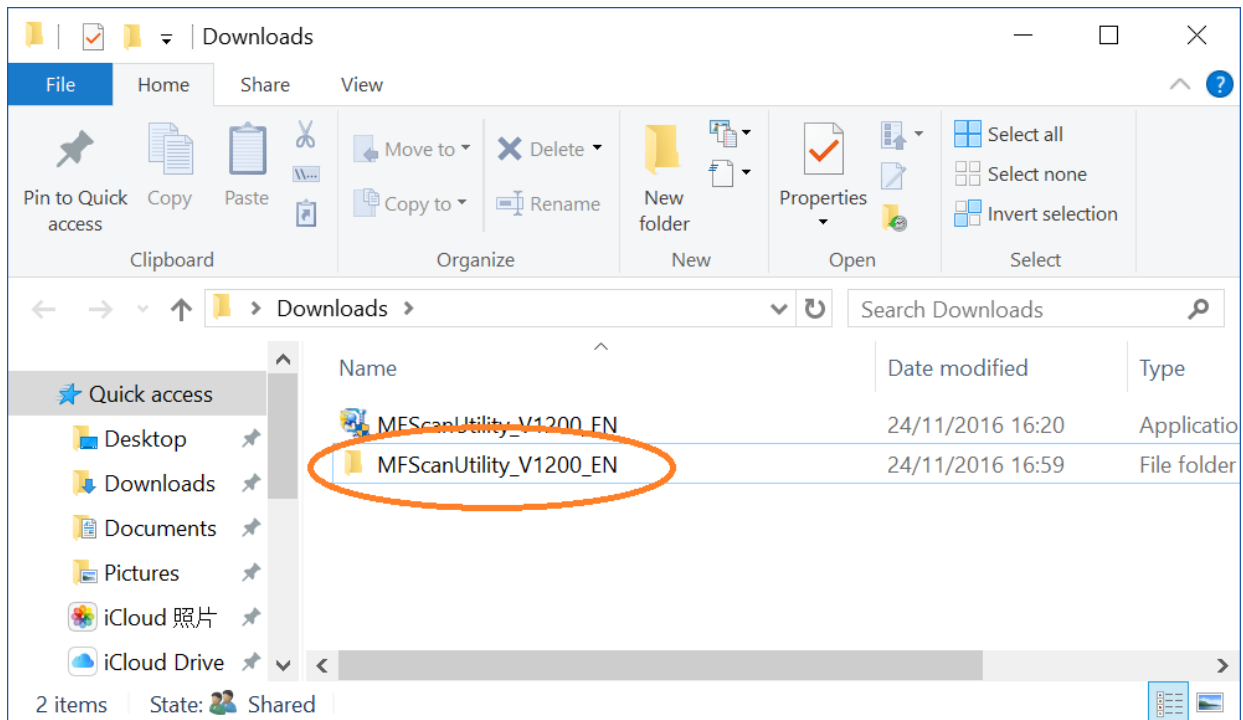 Downloads
File Home Share View
Pin to Quick access
Copy
Paste
Move to
Copy to
Delete
Rename
New folder
Properties
Select all
Select none
Invert selection
Clipboard Organize New Open Select
Downloads
Search Downloads
Name Date modified Type
Quick access
Desktop
Downloads
Documents
Pictures
iCloud 照片
iCloud Drive
MFScanUtility_V1200_EN 24/11/2016 16:20 Applicatio
MFScanUtility_V1200_EN 24/11/2016 16:59 File folder
2 items State: Shared